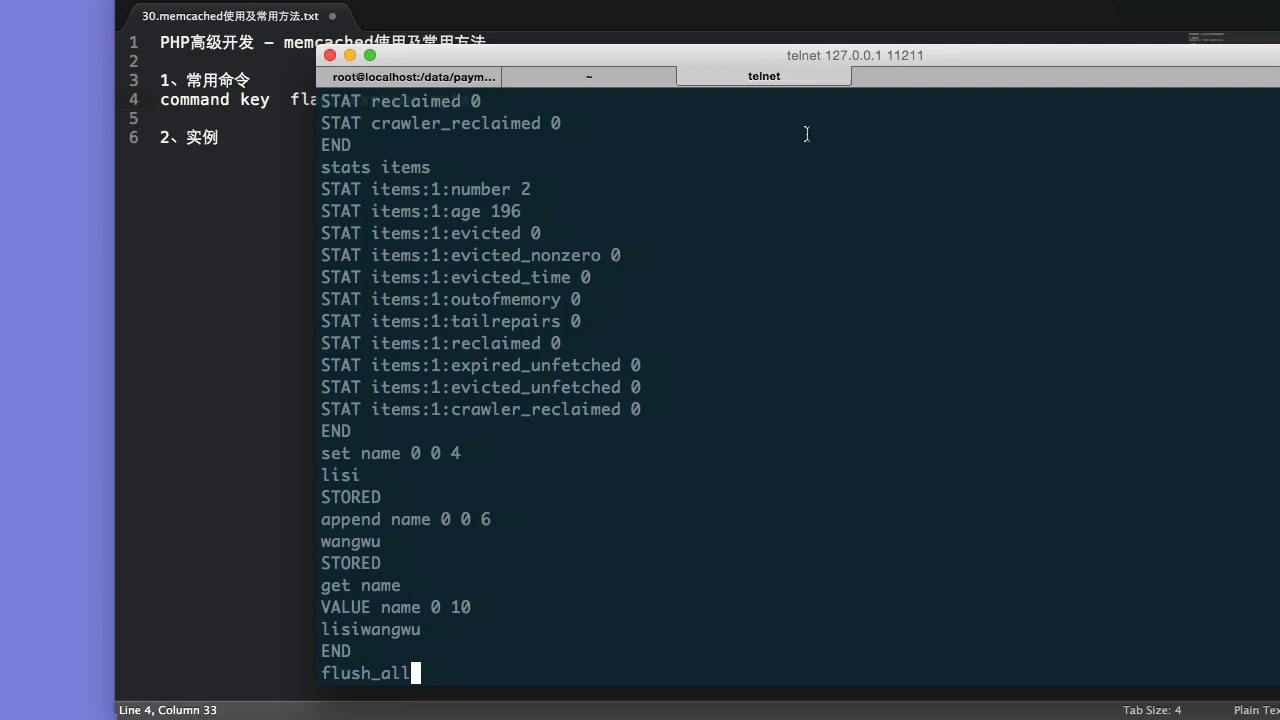 30.memcached使用及常用方法.txt
1 PHP高级开发 - memcached使用及常用方法
2
3 1、常用命令
4 command key fla
5
6 2、实例
telnet 127.0.0.1 11211
root@localhost:/data/paym...
~
telnet
STAT reclaimed 0
STAT crawler_reclaimed 0
END
stats items
STAT items:1:number 2
STAT items:1:age 196
STAT items:1:evicted 0
STAT items:1:evicted_nonzero 0
STAT items:1:evicted_time 0
STAT items:1:outofmemory 0
STAT items:1:tailrepairs 0
STAT items:1:reclaimed 0
STAT items:1:expired_unfetched 0
STAT items:1:evicted_unfetched 0
STAT items:1:crawler_reclaimed 0
END
set name 0 0 4
lisi
STORED
append name 0 0 6
wangwu
STORED
get name
VALUE name 0 10
lisiwangwu
END
flush_all
Line 4, Column 33
Tab Size: 4
Plain Tex